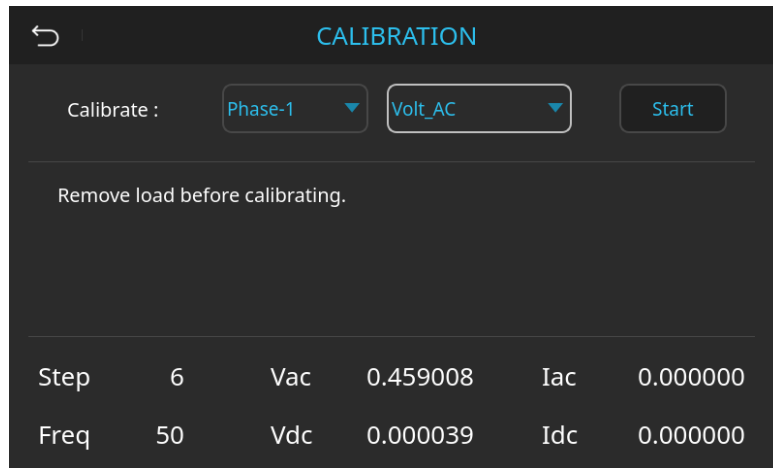 CALIBRATION
Calibrate : Phase-1 Volt_AC Start
Remove load before calibrating.
Step 6 Vac 0.459008 Iac 0.000000
Freq 50 Vdc 0.000039 Idc 0.000000